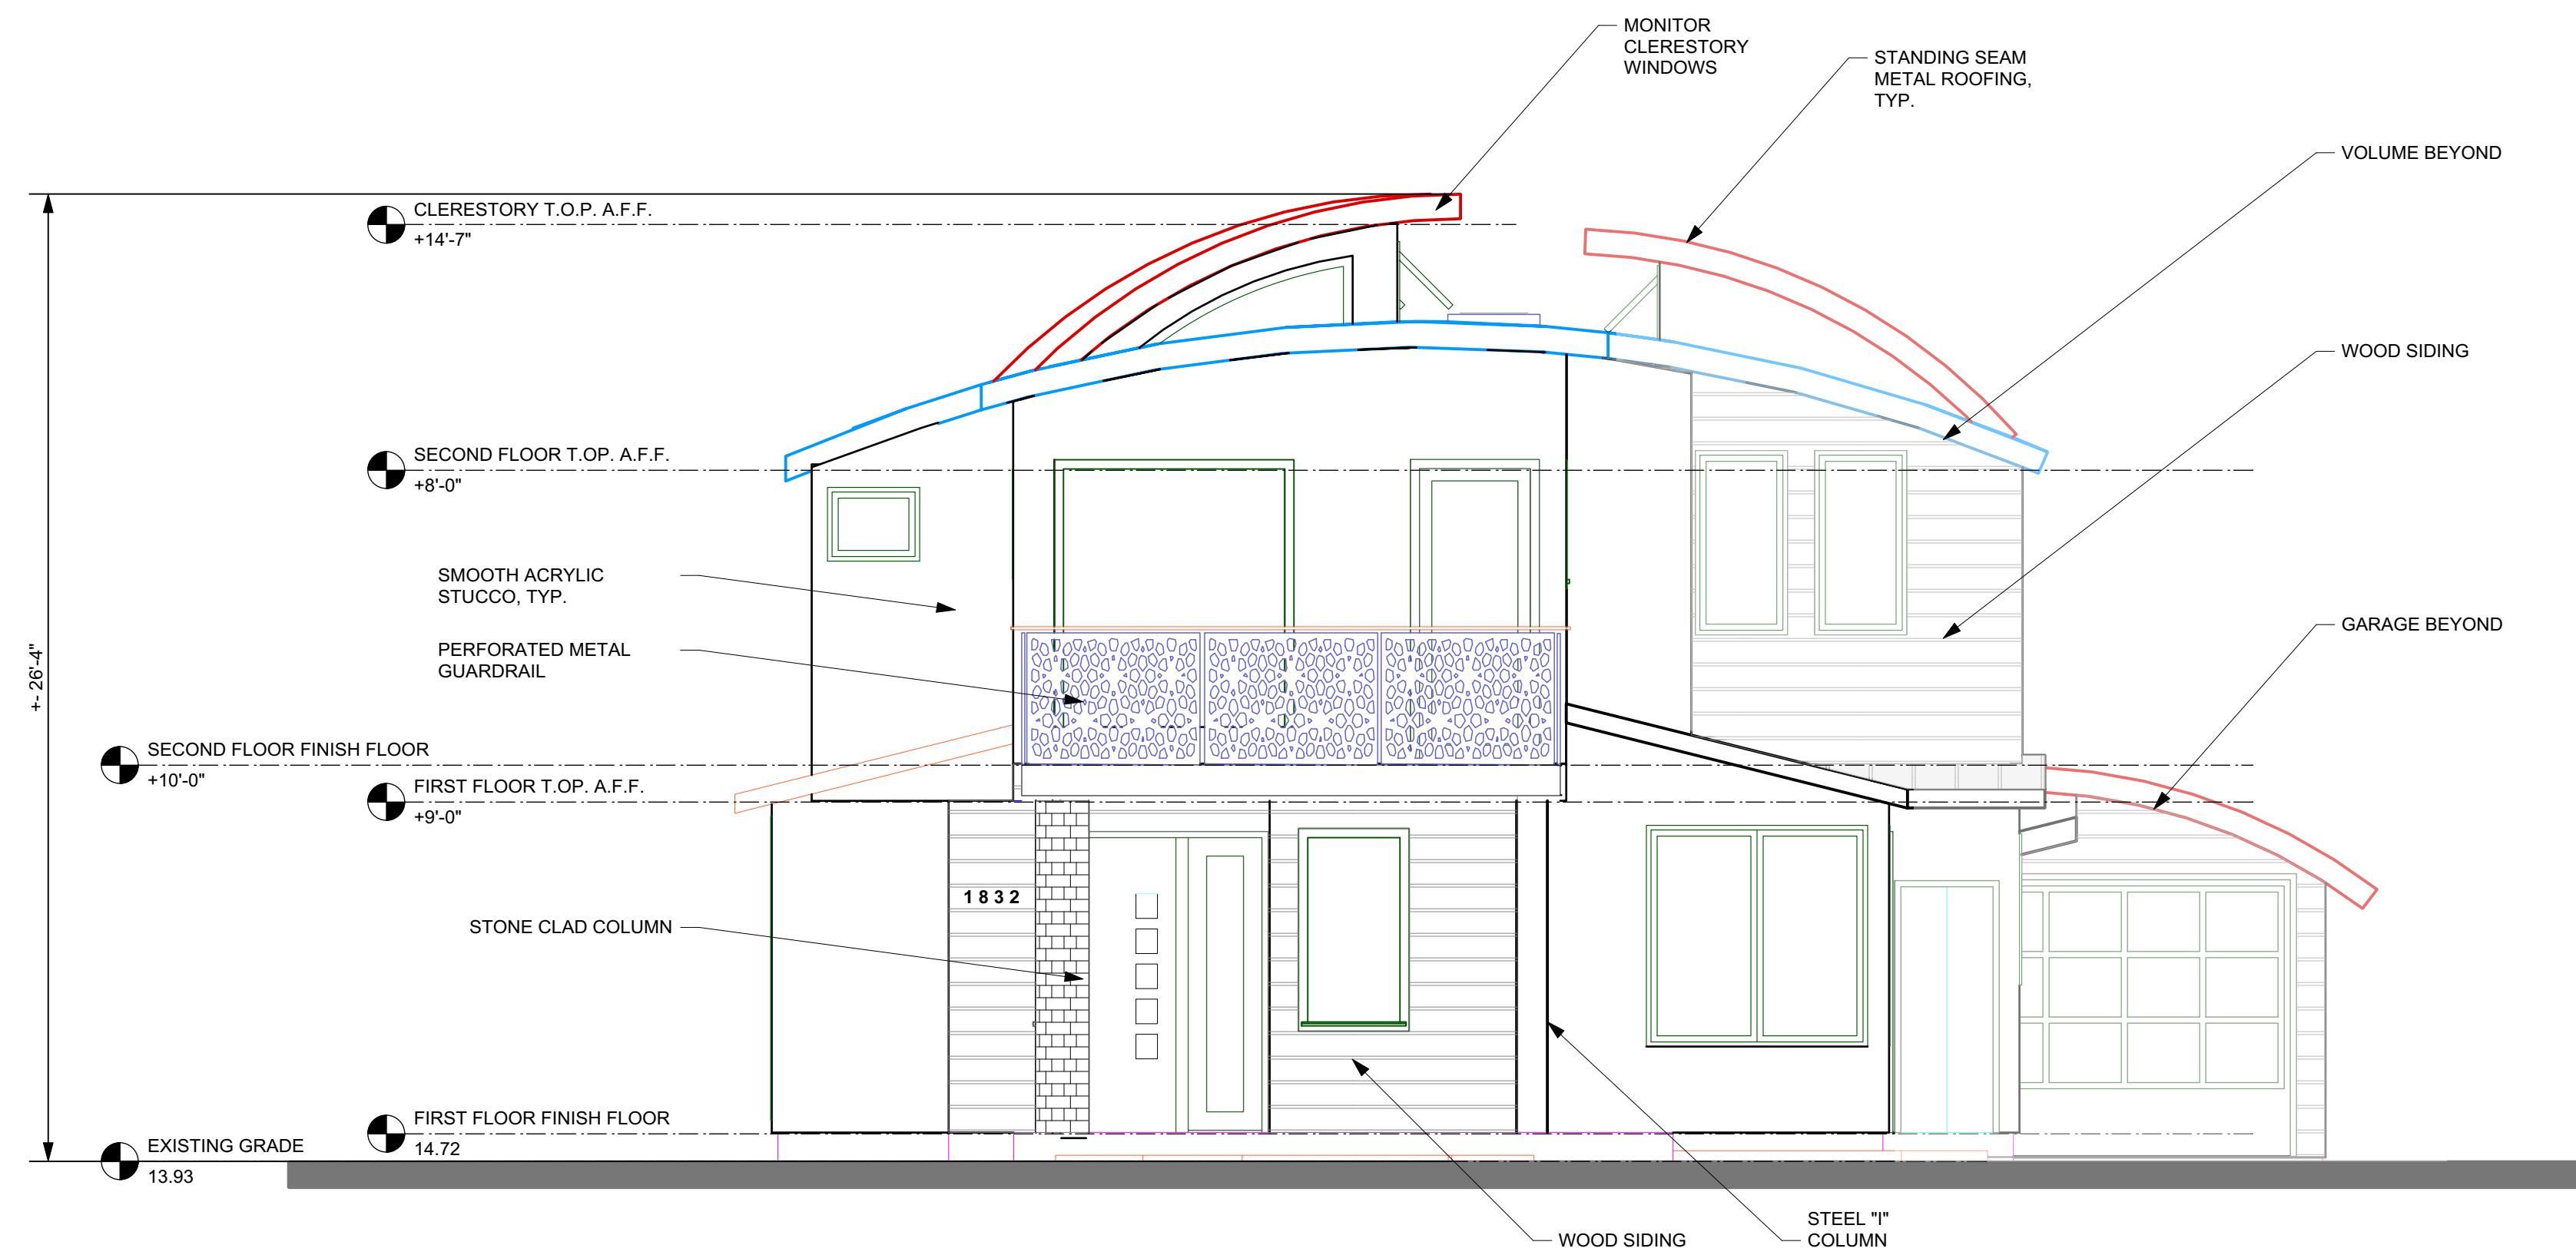 MONITOR
CLERESTORY
WINDOWS
STANDING SEAM
METAL ROOFING,
TYP.
VOLUME BEYOND
CLERESTORY T.O.P. A.F.F.
+14'-7"
WOOD SIDING
SECOND FLOOR T.OP. A.F.F.
+8'-0"
SMOOTH ACRYLIC
STUCCO, TYP.
GARAGE BEYOND
PERFORATED METAL
GUARDRAIL
+- 26'-4"
SECOND FLOOR FINISH FLOOR
+10'-0"
FIRST FLOOR T.OP. A.F.F.
+9'-0"
1 8 3 2
STONE CLAD COLUMN
FIRST FLOOR FINISH FLOOR
14.72
EXISTING GRADE
13.93
STEEL "I"
COLUMN
WOOD SIDING